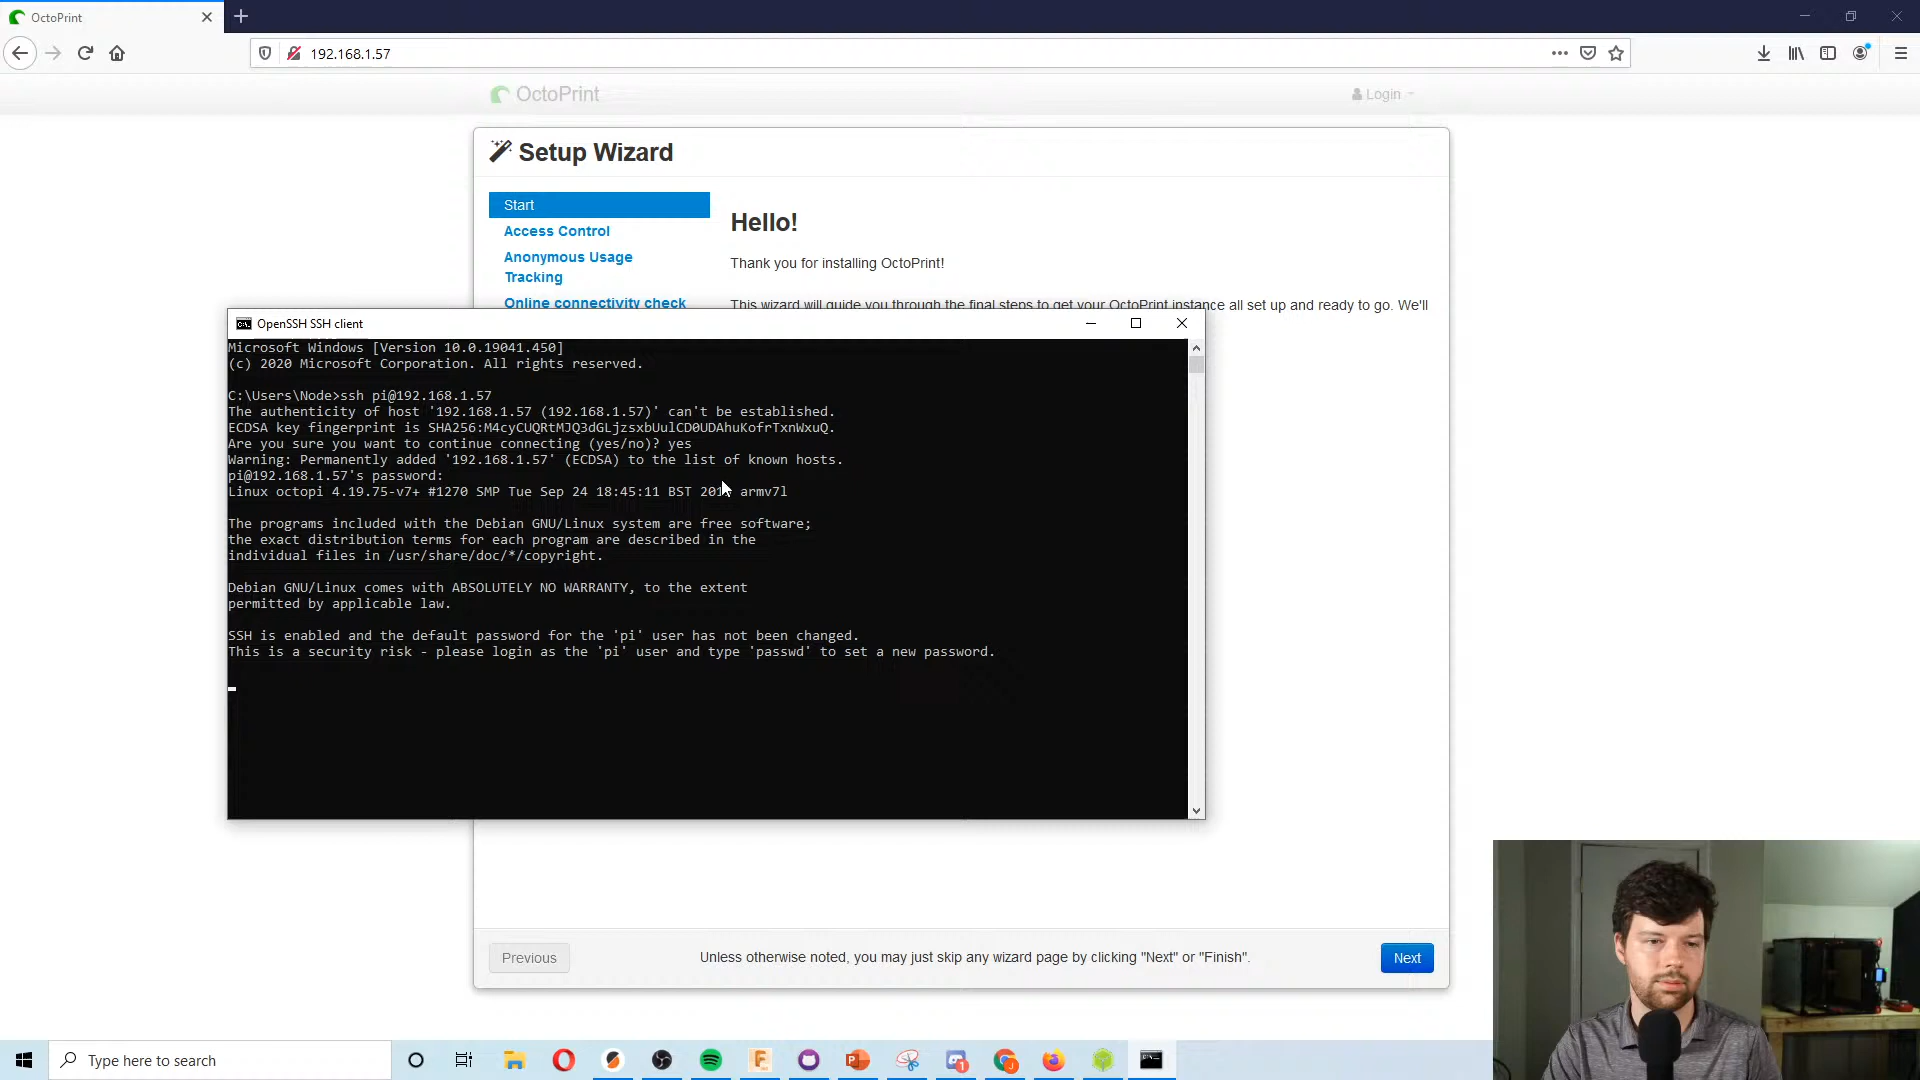 OctoPrint
192.168.1.57
OctoPrint
Login
Setup Wizard
Start
Access Control
Anonymous Usage
Tracking
Online connectivity check
Hello!
Thank you for installing OctoPrint!
This wizard will guide you through the final steps to get your OctoPrint instance all set up and ready to go. We'll
OpenSSH SSH client
Microsoft Windows [Version 10.0.19041.450]
(c) 2020 Microsoft Corporation. All rights reserved.
C:\Users\Node>ssh pi@192.168.1.57
The authenticity of host '192.168.1.57 (192.168.1.57)' can't be established.
ECDSA key fingerprint is SHA256:M4cyCUQRtMJQ3dGLjzsxbUulCD0UDAhuKofrTxnWxuQ.
Are you sure you want to continue connecting (yes/no)? yes
Warning: Permanently added '192.168.1.57' (ECDSA) to the list of known hosts.
pi@192.168.1.57's password:
Linux octopi 4.19.75-v7+ #1270 SMP Tue Sep 24 18:45:11 BST armv7l
The programs included with the Debian GNU/Linux system are free software;
the exact distribution terms for each program are described in the
individual files in /usr/share/doc/*/copyright.
Debian GNU/Linux comes with ABSOLUTELY NO WARRANTY, to the extent
permitted by applicable law.
SSH is enabled and the default password for the 'pi' user has not been changed.
This is a security risk - please login as the 'pi' user and type 'passwd' to set a new password.
Previous
Unless otherwise noted, you may just skip any wizard page by clicking "Next" or "Finish".
Next
Type here to search